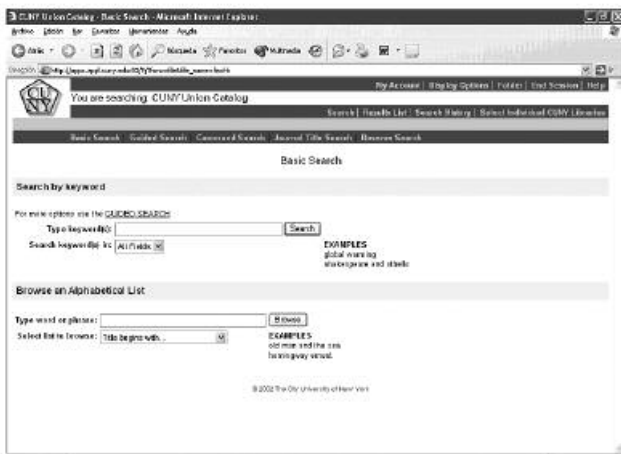 CUNY Union Catalog - Basic Search - Microsoft Internet Explorer
Archivo Edición Ver Favoritos Herramientas Ayuda
Atrás Búsqueda Favoritos Multimedia
Dirección
My Account | Display Options | Folder | End Session | Help
CUNY
You are searching: CUNY Union Catalog
Search | Results List | Search History | Select Individual CUNY Libraries
Basic Search Guided Search Command Search Journal Title Search Reserve Search
Basic Search
Search by keyword
For more options use the GUIDED SEARCH
Type keyword(s): Search
Search keyword(s) in: All Fields
EXAMPLES
global warming
shakespeare and othello
Browse an Alphabetical List
Type word or phrase: Browse
Select list to browse: Title begins with...
EXAMPLES
old man and the sea
hemingway ernest
© 2002 The City University of New York